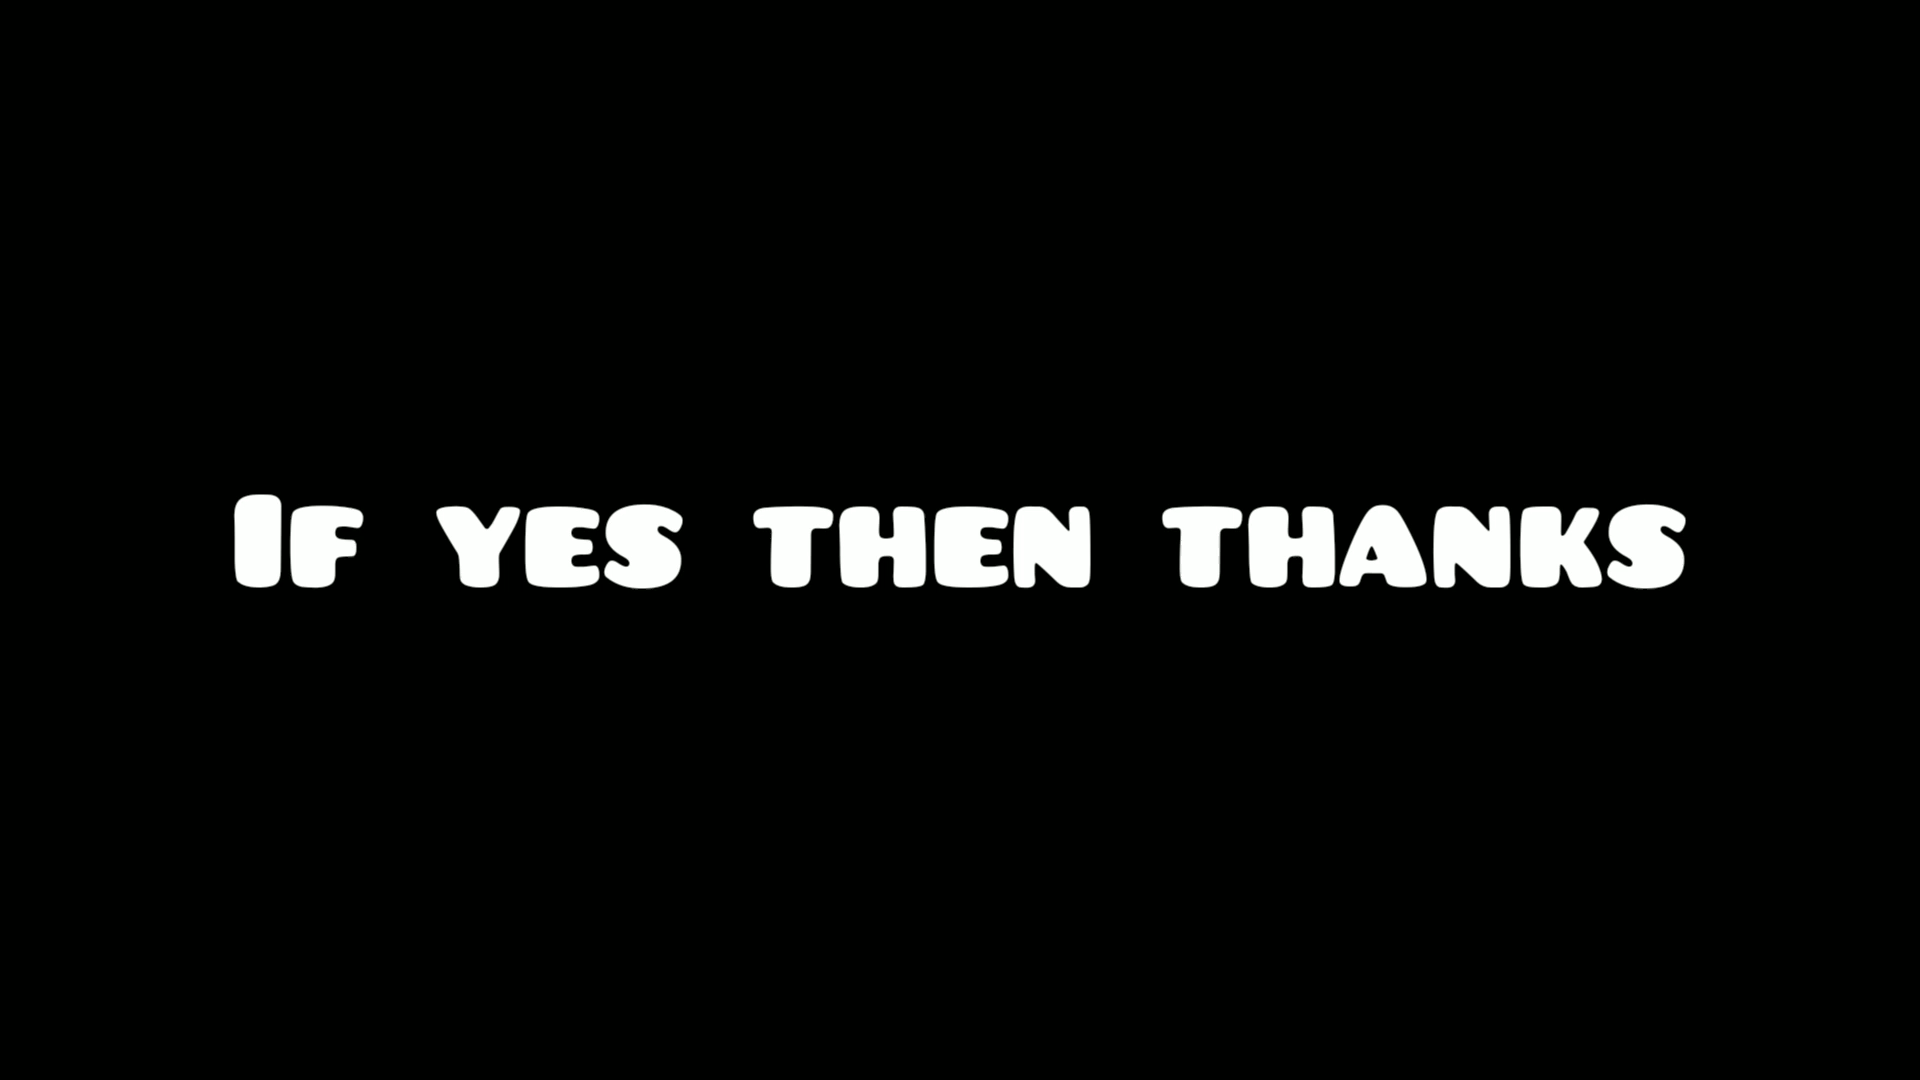 If yes then thanks